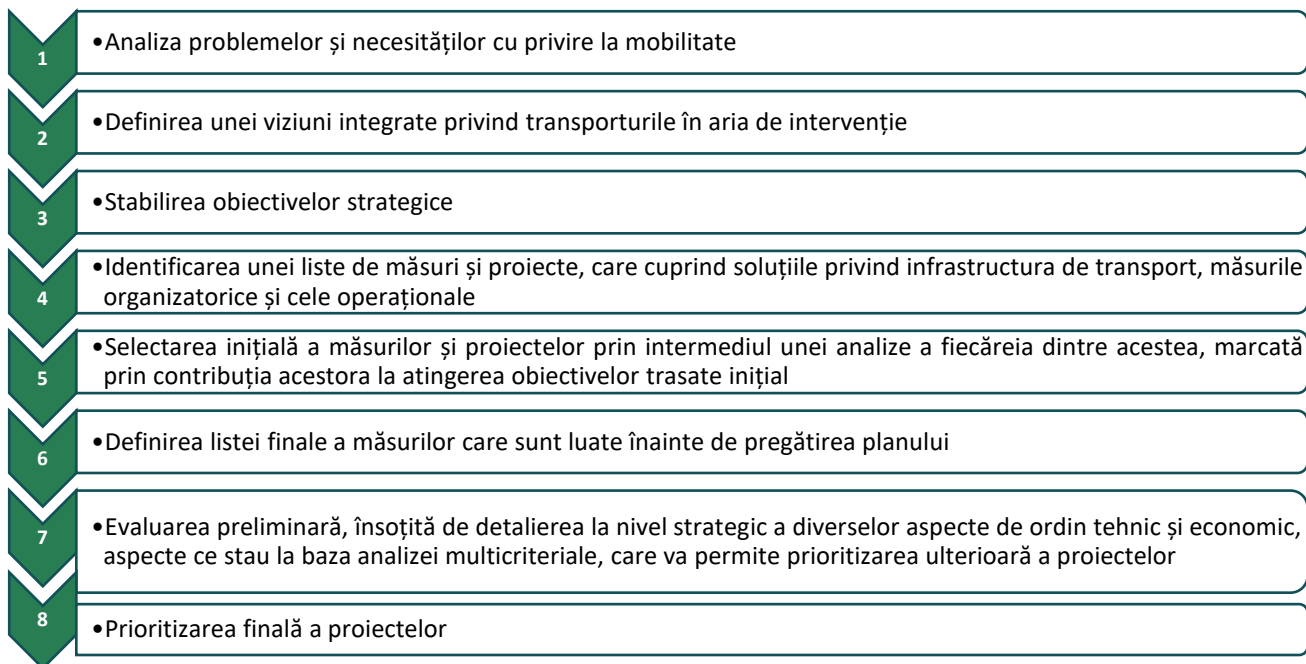 1
•Analiza problemelor și necesităților cu privire la mobilitate
2
•Definirea unei viziuni integrate privind transporturile în aria de intervenție
3
•Stabilirea obiectivelor strategice
4
•Identificarea unei liste de măsuri și proiecte, care cuprind soluțiile privind infrastructura de transport, măsurile
organizatorice și cele operaționale
5
•Selectarea inițială a măsurilor și proiectelor prin intermediul unei analize a fiecăreia dintre acestea, marcată
prin contribuția acestora la atingerea obiectivelor trasate inițial
6
•Definirea listei finale a măsurilor care sunt luate înainte de pregătirea planului
7
•Evaluarea preliminară, însoțită de detalierea la nivel strategic a diverselor aspecte de ordin tehnic și economic,
aspecte ce stau la baza analizei multicriteriale, care va permite prioritizarea ulterioară a proiectelor
8
•Prioritizarea finală a proiectelor